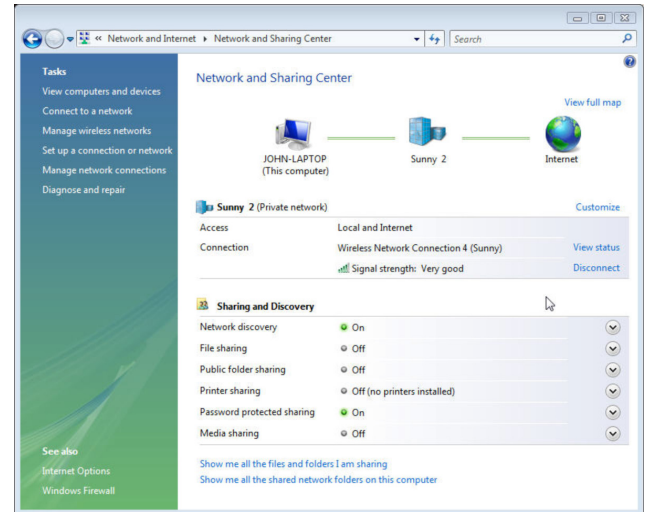 « Network and Internet ▸ Network and Sharing Center
Search
Tasks
View computers and devices
Connect to a network
Manage wireless networks
Set up a connection or network
Manage network connections
Diagnose and repair
See also
Internet Options
Windows Firewall
Network and Sharing Center
View full map
JOHN-LAPTOP
(This computer)
Sunny 2
Internet
Sunny 2 (Private network) Customize
Access Local and Internet
Connection Wireless Network Connection 4 (Sunny) View status
Signal strength: Very good Disconnect
Sharing and Discovery
Network discovery On
File sharing Off
Public folder sharing Off
Printer sharing Off (no printers installed)
Password protected sharing On
Media sharing Off
Show me all the files and folders I am sharing
Show me all the shared network folders on this computer